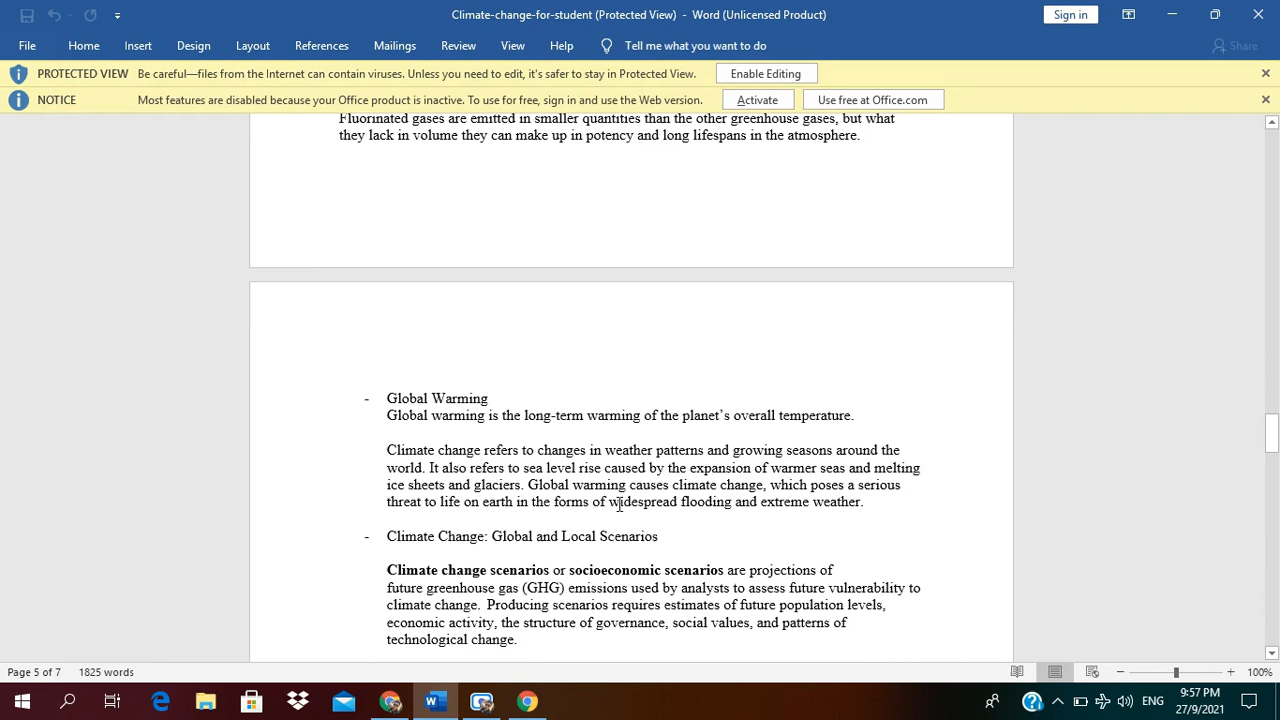 Climate-change-for-student (Protected View) - Word (Unlicensed Product)
Sign in
File Home Insert Design Layout References Mailings Review View Help Tell me what you want to do Share
PROTECTED VIEW Be careful—files from the Internet can contain viruses. Unless you need to edit, it's safer to stay in Protected View. Enable Editing
NOTICE Most features are disabled because your Office product is inactive. To use for free, sign in and use the Web version. Activate Use free at Office.com
Fluorinated gases are emitted in smaller quantities than the other greenhouse gases, but what
they lack in volume they can make up in potency and long lifespans in the atmosphere.
- Global Warming
Global warming is the long-term warming of the planet’s overall temperature.
Climate change refers to changes in weather patterns and growing seasons around the
world. It also refers to sea level rise caused by the expansion of warmer seas and melting
ice sheets and glaciers. Global warming causes climate change, which poses a serious
threat to life on earth in the forms of widespread flooding and extreme weather.
- Climate Change: Global and Local Scenarios
Climate change scenarios or socioeconomic scenarios are projections of
future greenhouse gas (GHG) emissions used by analysts to assess future vulnerability to
climate change. Producing scenarios requires estimates of future population levels,
economic activity, the structure of governance, social values, and patterns of
technological change.
Page 5 of 7 1825 words
100%
ENG
9:57 PM
27/9/2021